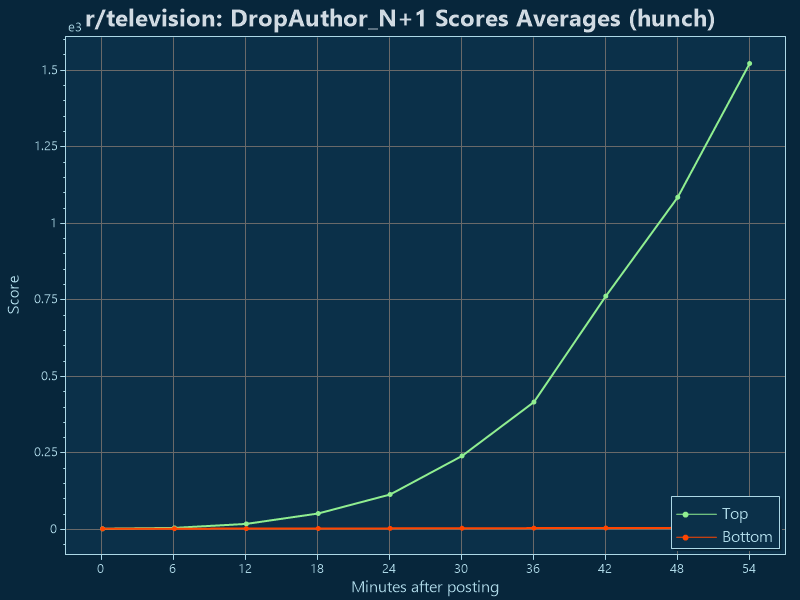 r/television: DropAuthor_N+1 Scores Averages (hunch)
e3
1.5
1.25
1
0.75
0.5
0.25
0
Score
0 6 12 18 24 30 36 42 48 54
Minutes after posting
Top
Bottom